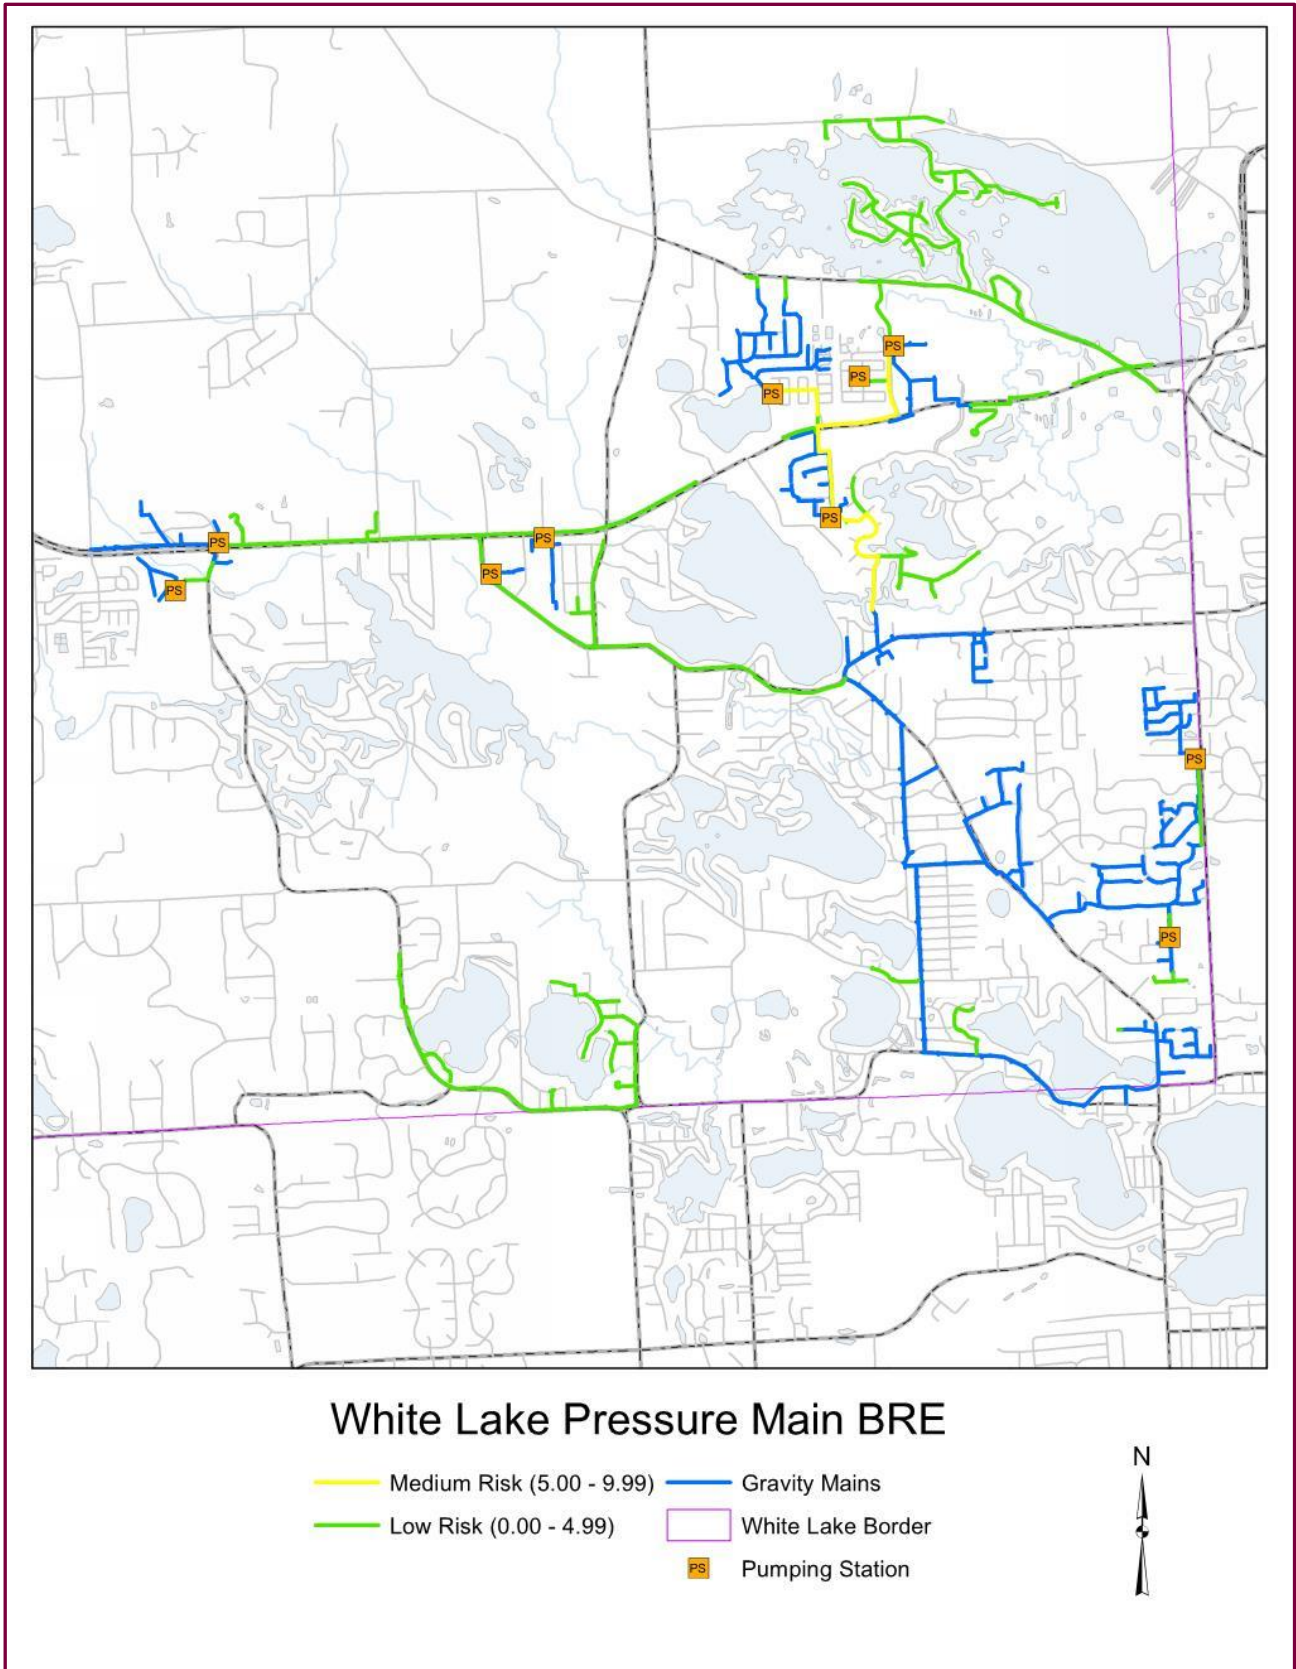 PS
PS
PS
PS
PS
PS
PS
PS
PS
PS
White Lake Pressure Main BRE
N
Medium Risk (5.00 - 9.99)
Gravity Mains
Low Risk (0.00 - 4.99)
White Lake Border
PS
Pumping Station